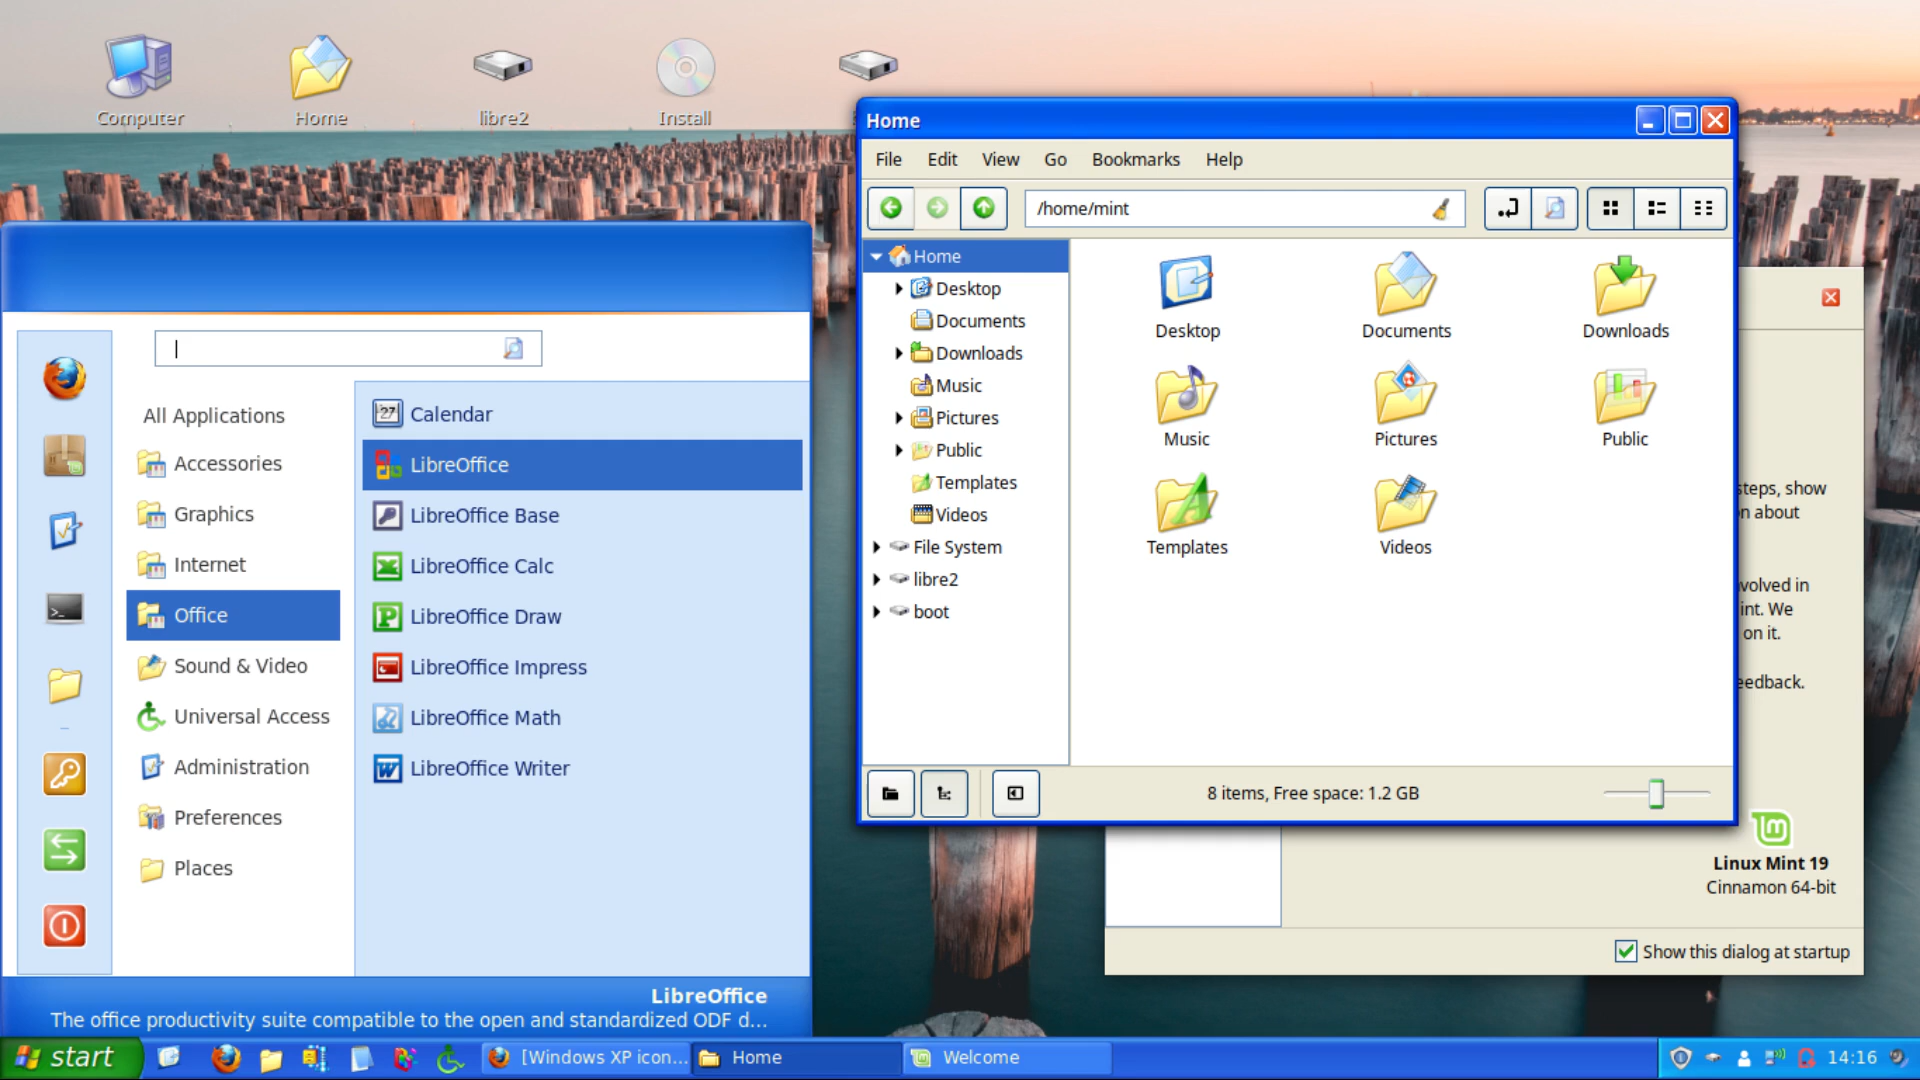 Computer
Home
libre2
Install
Home
File Edit View Go Bookmarks Help
/home/mint
Home
Desktop
Documents
Downloads
Music
Pictures
Public
Templates
Videos
File System
libre2
boot
Desktop Documents Downloads
Music Pictures Public
Templates Videos
8 items, Free space: 1.2 GB
27
All Applications
Accessories
Graphics
Internet
Office
Sound & Video
Universal Access
Administration
Preferences
Places
Calendar
LibreOffice
LibreOffice Base
LibreOffice Calc
LibreOffice Draw
LibreOffice Impress
LibreOffice Math
LibreOffice Writer
LibreOffice
The office productivity suite compatible to the open and standardized ODF d...
steps, show
about
in
We
on it.
Linux Mint 19
Cinnamon 64-bit
Show this dialog at startup
start
[Windows XP icon...
Home
Welcome
14:16